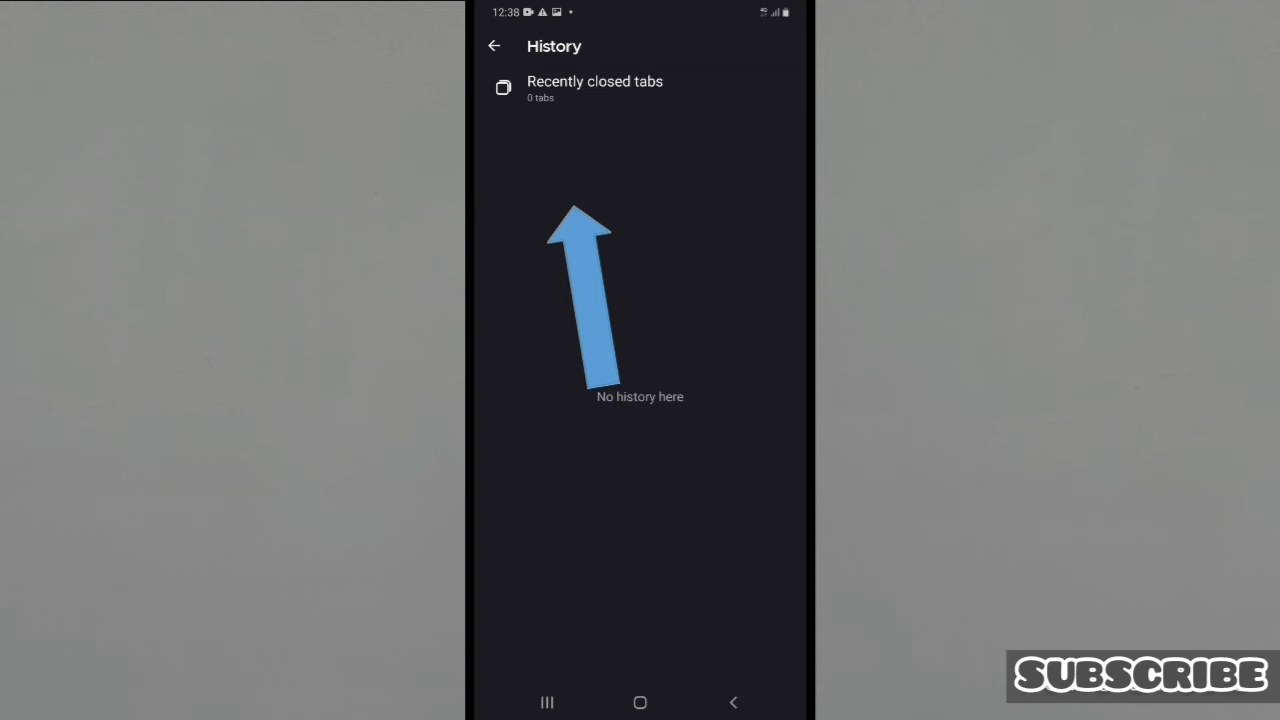 12:38
History
Recently closed tabs
0 tabs
No history here
SUBSCRIBE